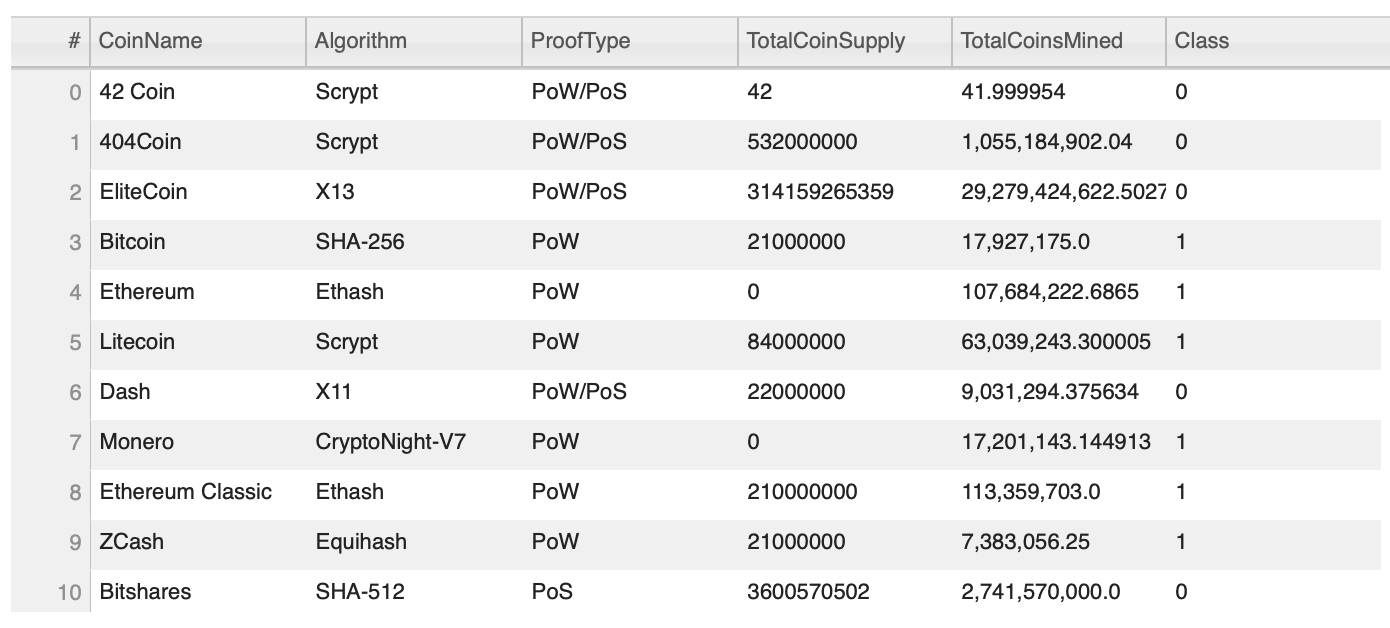 # CoinName Algorithm ProofType TotalCoinSupply TotalCoinsMined Class
0 42 Coin Scrypt PoW/PoS 42 41.999954 0
1 404Coin Scrypt PoW/PoS 532000000 1,055,184,902.04 0
2 EliteCoin X13 PoW/PoS 314159265359 29,279,424,622.5027 0
3 Bitcoin SHA-256 PoW 21000000 17,927,175.0 1
4 Ethereum Ethash PoW 0 107,684,222.6865 1
5 Litecoin Scrypt PoW 84000000 63,039,243.300005 1
6 Dash X11 PoW/PoS 22000000 9,031,294.375634 0
7 Monero CryptoNight-V7 PoW 0 17,201,143.144913 1
8 Ethereum Classic Ethash PoW 210000000 113,359,703.0 1
9 ZCash Equihash PoW 21000000 7,383,056.25 1
10 Bitshares SHA-512 PoS 3600570502 2,741,570,000.0 0